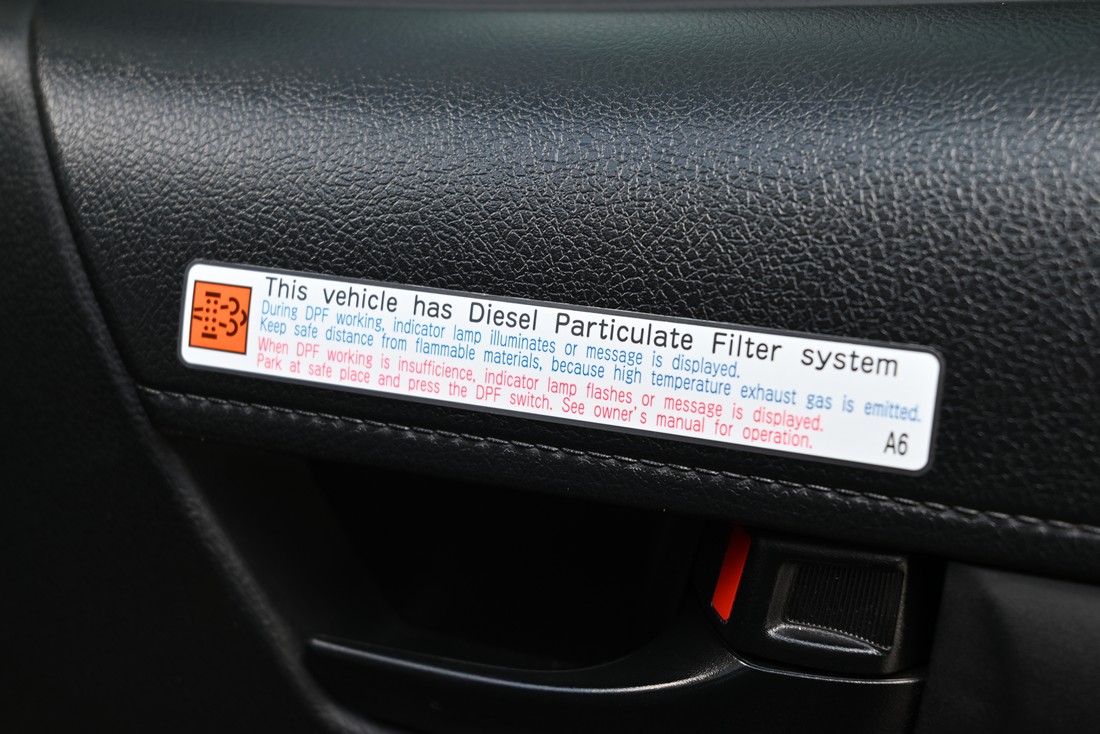 This vehicle has Diesel Particulate Filter system
During DPF working, indicator lamp illuminates or message is displayed.
Keep safe distance from flammable materials, because high temperature exhaust gas is emitted.
When DPF working is insufficience, indicator lamp flashes or message is displayed.
Park at safe place and press the DPF switch. See owner's manual for operation.
A6